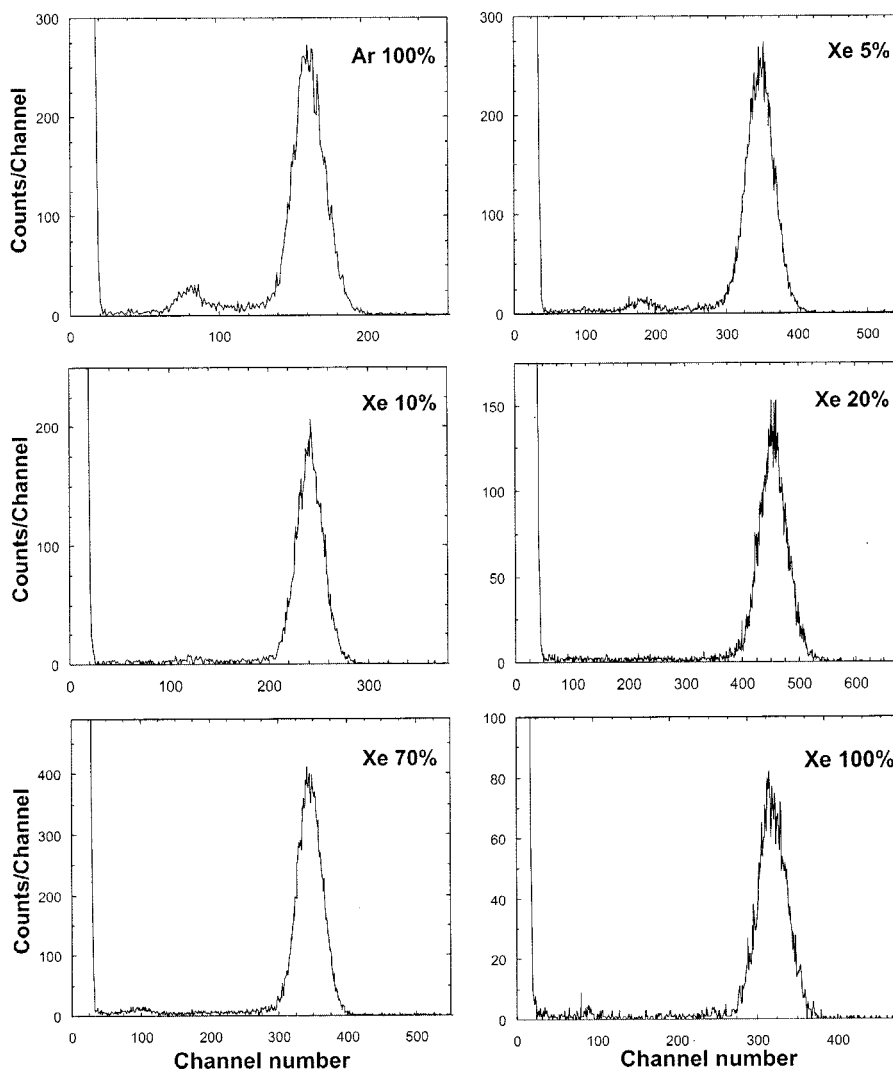 Ar 100%
Counts/Channel
300
200
100
0
0 100 200
Xe 5%
300
200
100
0
0 100 200 300 400 500
Xe 10%
Counts/Channel
200
100
0
0 100 200 300
Xe 20%
150
100
50
0
0 100 200 300 400 500 600
Xe 70%
Counts/Channel
400
300
200
100
0
0 100 200 300 400 500
Channel number
Xe 100%
100
80
60
40
20
0
0 100 200 300 400
Channel number